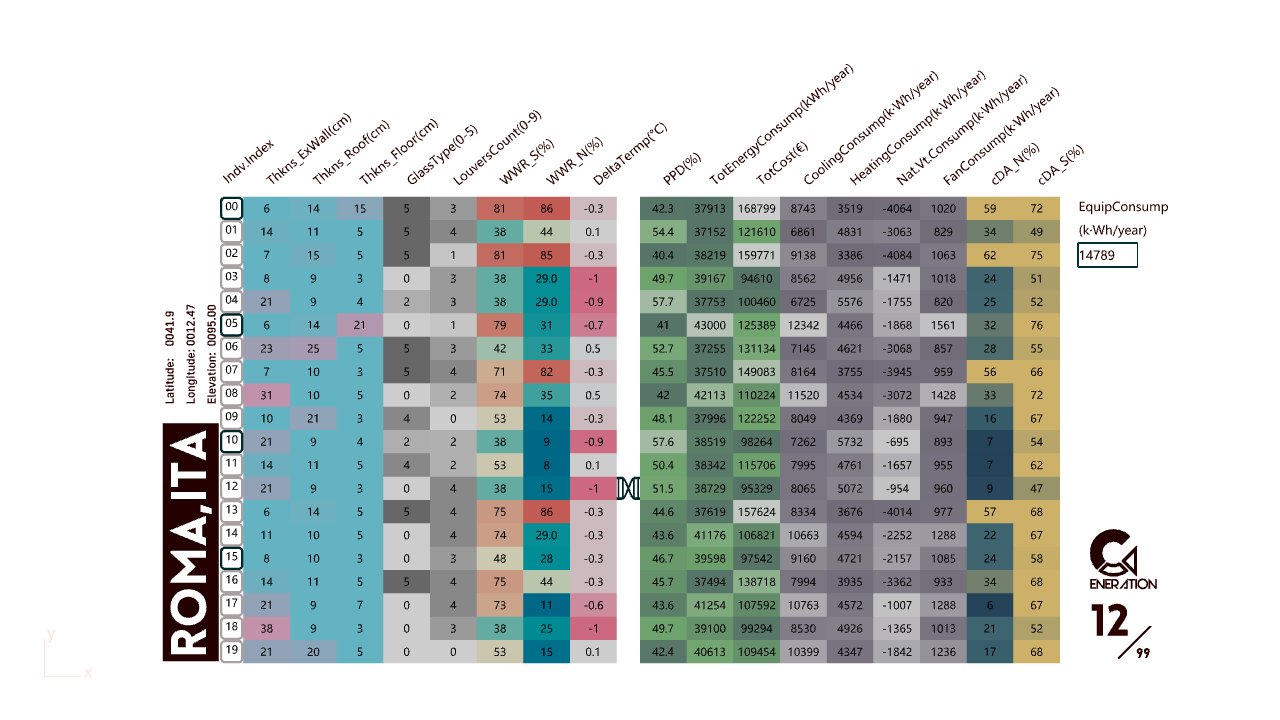 Indv.Index Thkns_ExWall(cm) Thkns_Roof(cm) Thkns_Floor(cm) GlassType(0-5) LouversCount(0-9) WWR_S(%) WWR_N(%) DeltaTermp(°C) PPD(%) TotEnergyConsump(kWh/year) TotCost(€) CoolingConsump(k·Wh/year) HeatingConsump(k·Wh/year) Nat.Vt.Consump(k·Wh/year) FanConsump(k·Wh/year) cDA_N(%) cDA_S(%)
00 6 14 15 5 3 81 86 -0.3 42.3 37913 168799 8743 3519 -4064 1020 59 72
01 14 11 5 5 4 38 44 0.1 54.4 37152 121610 6861 4831 -3063 829 34 49
02 7 15 5 5 1 81 85 -0.3 40.4 38219 159771 9138 3386 -4084 1063 62 75
03 8 9 3 0 3 38 29.0 -1 49.7 39167 94610 8562 4956 -1471 1018 24 51
04 21 9 4 2 3 38 29.0 -0.9 57.7 37753 100460 6725 5576 -1755 820 25 52
05 6 14 21 0 1 79 31 -0.7 41 43000 125389 12342 4466 -1868 1561 32 76
06 23 25 5 5 3 42 33 0.5 52.7 37255 131134 7145 4621 -3068 857 28 55
07 7 10 3 5 4 71 82 -0.3 45.5 37510 149083 8164 3755 -3945 959 56 66
08 31 10 5 0 2 74 35 0.5 42 42113 110224 11520 4534 -3072 1428 33 72
09 10 21 3 4 0 53 14 -0.3 48.1 37996 122252 8049 4369 -1880 947 16 67
10 21 9 4 2 2 38 9 -0.9 57.6 38519 98264 7262 5732 -695 893 7 54
11 14 11 5 4 2 53 8 0.1 50.4 38342 115706 7995 4761 -1657 955 7 62
12 21 9 3 0 4 38 15 -1 51.5 38729 95329 8065 5072 -954 960 9 47
13 6 14 5 5 4 75 86 -0.3 44.6 37619 157624 8334 3676 -4014 977 57 68
14 11 10 5 0 4 74 29.0 -0.3 43.6 41176 106821 10663 4594 -2252 1288 22 67
15 8 10 3 0 3 48 28 -0.3 46.7 39598 97542 9160 4721 -2157 1085 24 58
16 14 11 5 5 4 75 44 -0.3 45.7 37494 138718 7994 3935 -3362 933 34 68
17 21 9 7 0 4 73 11 -0.6 43.6 41254 107592 10763 4572 -1007 1288 6 67
18 38 9 3 0 3 38 25 -1 49.7 39100 99294 8530 4926 -1365 1013 21 52
19 21 20 5 0 0 53 15 0.1 42.4 40613 109454 10399 4347 -1842 1236 17 68
EquipConsump
(k·Wh/year)
14789
Latitude: 0041.9
Longitude: 0012.47
Elevation: 0095.00
ROMA,ITA
GENERATION
12/99
y
x